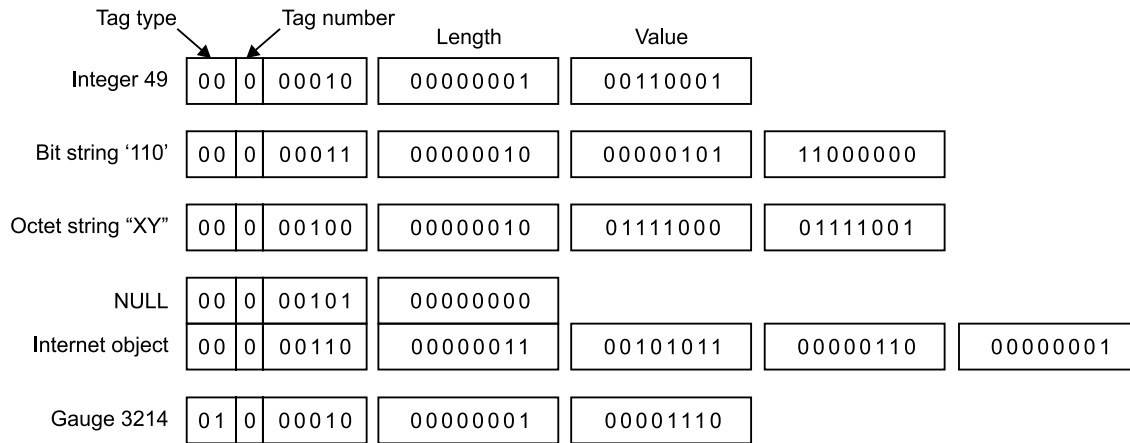 Tag type Tag number
Length Value
Integer 49 00 0 00010 00000001 00110001
Bit string ‘110’ 00 0 00011 00000010 00000101 11000000
Octet string “XY” 00 0 00100 00000010 01111000 01111001
NULL 00 0 00101 00000000
Internet object 00 0 00110 00000011 00101011 00000110 00000001
Gauge 3214 01 0 00010 00000001 00001110